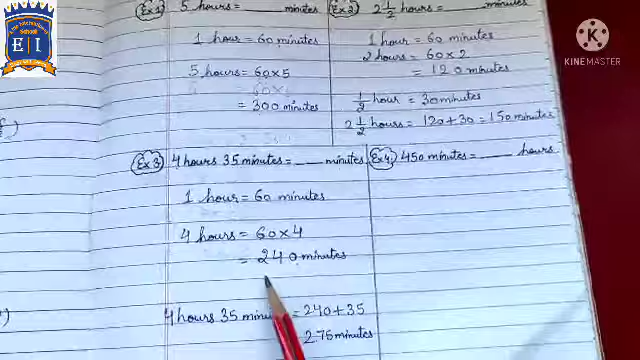 Elite International
School
EI
KINEMASTER
Ex 1 5 hours = ____ minutes
1 hour = 60 minutes
5 hours = 60 x 5
= 300 minutes
2 1/2 hours = ____ minutes
1 hour = 60 minutes
2 hours = 60 x 2
= 120 minutes
1/2 hour = 30 minutes
2 1/2 hours = 120 + 30 = 150 minutes
Ex 3 4 hours 35 minutes = ____ minutes
1 hour = 60 minutes
4 hours = 60 x 4
= 240 minutes
4 hours 35 = 240 + 35
275 minutes
Ex 4 450 minutes = ____ hours